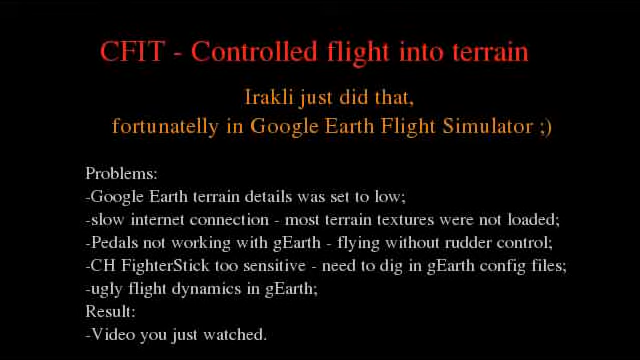 CFIT - Controlled flight into terrain
Irakli just did that,
fortunatelly in Google Earth Flight Simulator ;)
Problems:
-Google Earth terrain details was set to low;
-slow internet connection - most terrain textures were not loaded;
-Pedals not working with gEarth - flying without rudder control;
-CH FighterStick too sensitive - need to dig in gEarth config files;
-ugly flight dynamics in gEarth;
Result:
-Video you just watched.